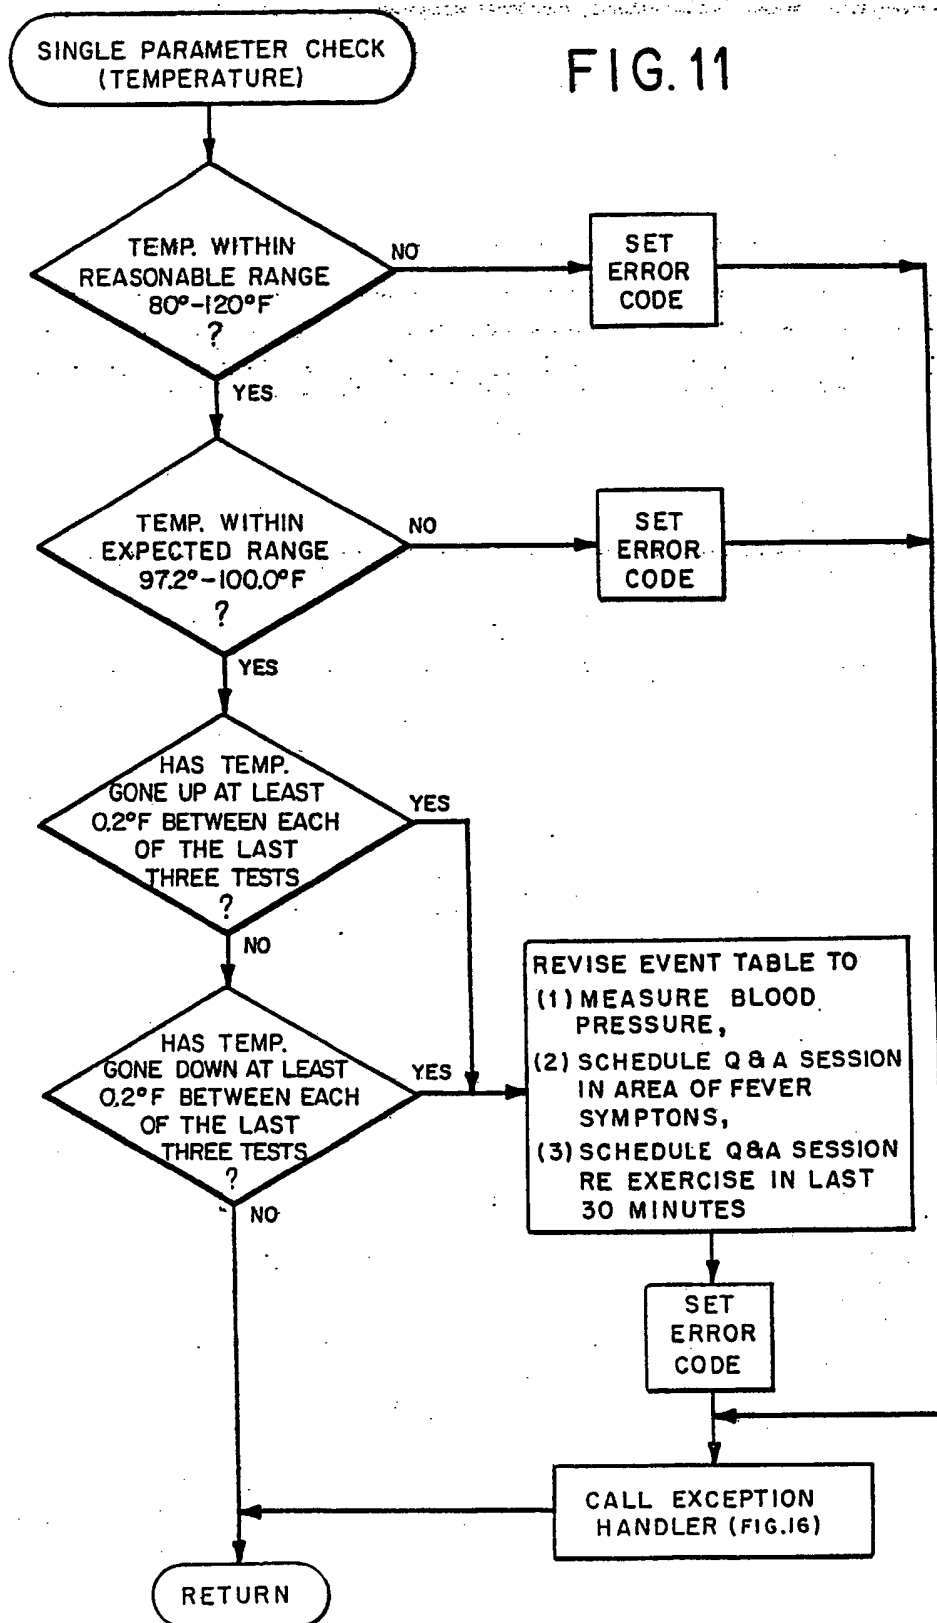 SINGLE PARAMETER CHECK
(TEMPERATURE)
FIG. 11
TEMP. WITHIN
REASONABLE RANGE
80°-120°F
?
NO
SET
ERROR
CODE
YES
TEMP. WITHIN
EXPECTED RANGE
97.2°-100.0°F
?
NO
SET
ERROR
CODE
YES
HAS TEMP.
GONE UP AT LEAST
0.2°F BETWEEN EACH
OF THE LAST
THREE TESTS
?
YES
NO
HAS TEMP.
GONE DOWN AT LEAST
0.2°F BETWEEN EACH
OF THE LAST
THREE TESTS
?
YES
NO
REVISE EVENT TABLE TO
(1) MEASURE BLOOD
PRESSURE,
(2) SCHEDULE Q & A SESSION
IN AREA OF FEVER
SYMPTONS,
(3) SCHEDULE Q&A SESSION
RE EXERCISE IN LAST
30 MINUTES
SET
ERROR
CODE
CALL EXCEPTION
HANDLER (FIG.16)
RETURN